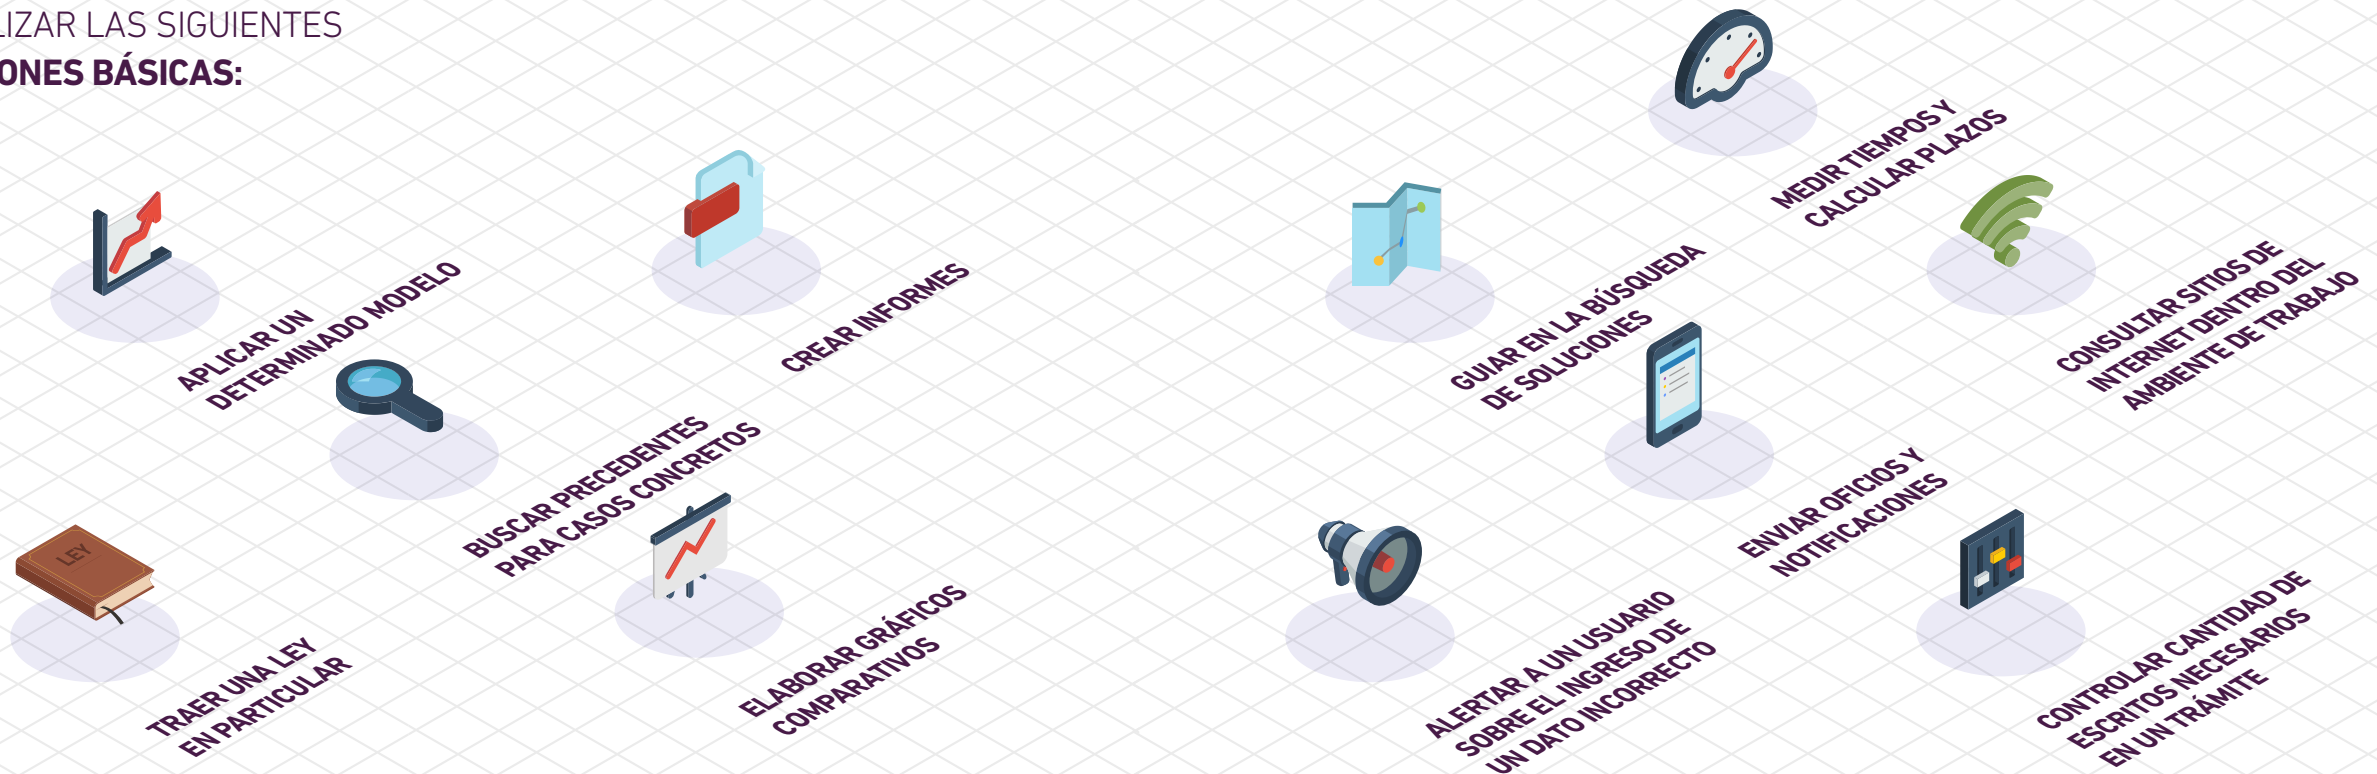 LIZAR LAS SIGUIENTES
ONES BÁSICAS:
APLICAR UN
DETERMINADO MODELO
CREAR INFORMES
BUSCAR PRECEDENTES
PARA CASOS CONCRETOS
LEY
TRAER UNA LEY
EN PARTICULAR
ELABORAR GRÁFICOS
COMPARATIVOS
MEDIR TIEMPOS Y
CALCULAR PLAZOS
GUIAR EN LA BÚSQUEDA
DE SOLUCIONES
CONSULTAR SITIOS DE
INTERNET DENTRO DEL
AMBIENTE DE TRABAJO
ENVIAR OFICIOS Y
NOTIFICACIONES
ALERTAR A UN USUARIO
SOBRE EL INGRESO DE
UN DATO INCORRECTO
CONTROLAR CANTIDAD DE
ESCRITOS NECESARIOS
EN UN TRÁMITE